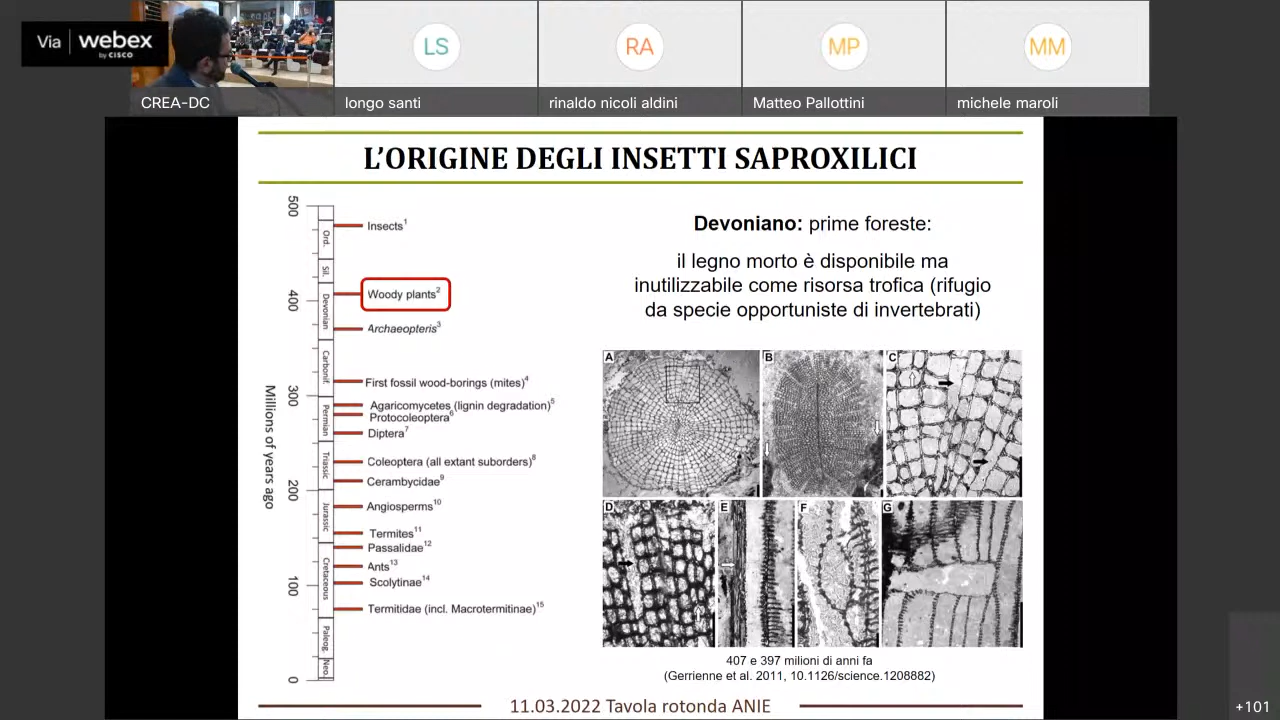 Via webex
by CISCO
LS
RA
MP
MM
CREA-DC
longo santi
rinaldo nicoli aldini
Matteo Pallottini
michele maroli
L'ORIGINE DEGLI INSETTI SAPROXILICI
Millions of years ago
500
400
300
200
100
0
Ord.
Sil.
Devonian
Carbonif.
Permian
Triassic
Jurassic
Cretaceous
Paleog.
Neo.
Insects¹
Woody plants²
Archaeopteris³
First fossil wood-borings (mites)⁴
Agaricomycetes (lignin degradation)⁵
Protocoleoptera⁶
Diptera⁷
Coleoptera (all extant suborders)⁸
Cerambycidae⁹
Angiosperms¹⁰
Termites¹¹
Passalidae¹²
Ants¹³
Scolytinae¹⁴
Termitidae (incl. Macrotermitinae)¹⁵
Devoniano: prime foreste:
il legno morto è disponibile ma
inutilizzabile come risorsa trofica (rifugio
da specie opportuniste di invertebrati)
A
B
C
D
E
F
G
407 e 397 milioni di anni fa
(Gerrienne et al. 2011, 10.1126/science.1208882)
11.03.2022 Tavola rotonda ANIE
+101